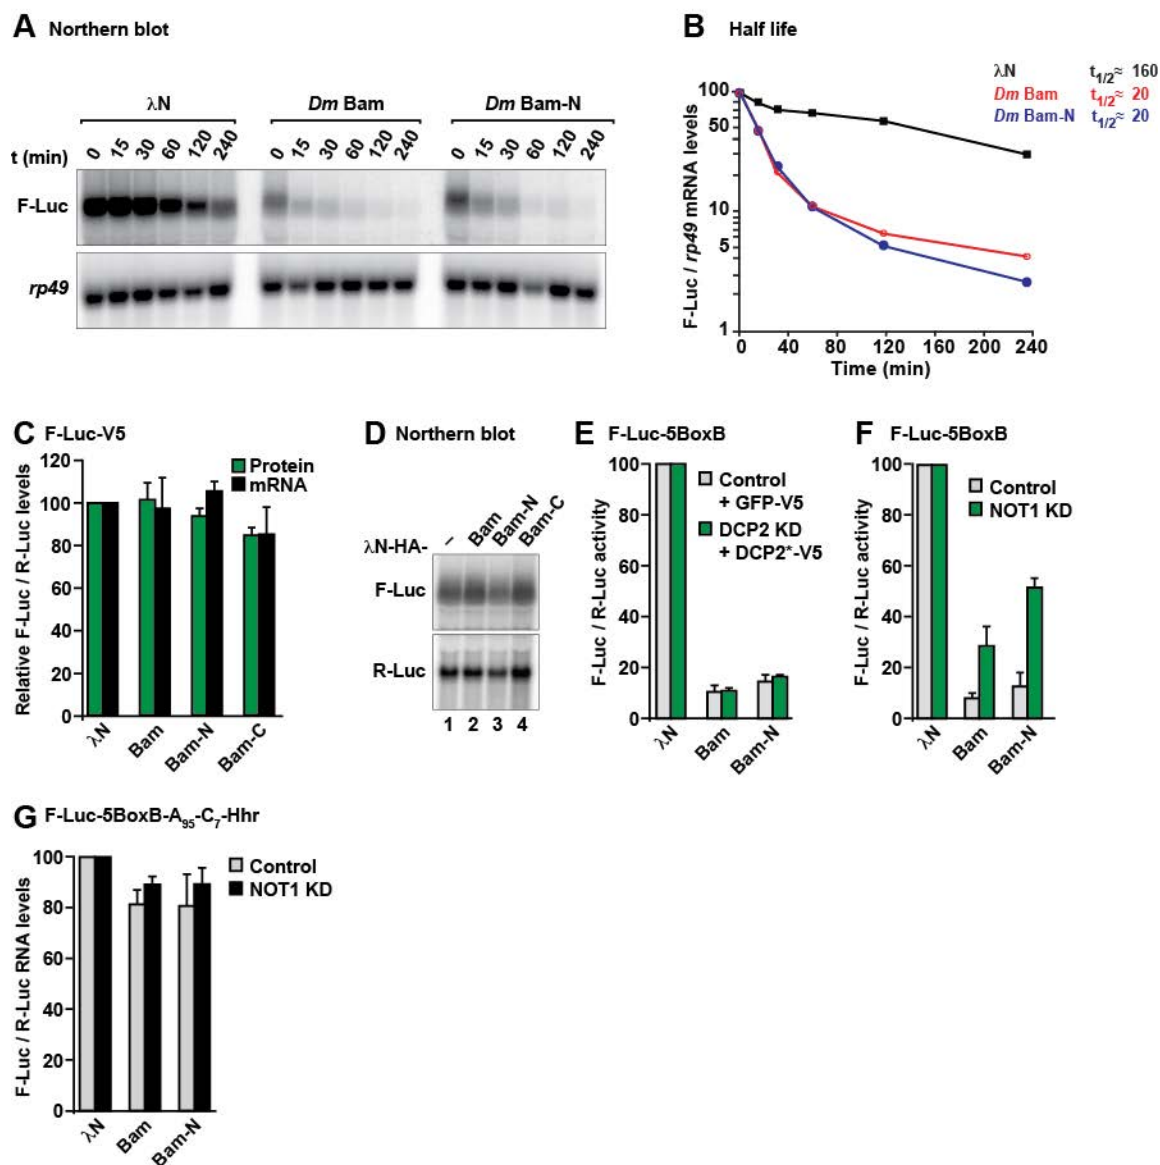 A Northern blot
λN
Dm Bam
Dm Bam-N
t (min) 0 15 30 60 120 240 0 15 30 60 120 240 0 15 30 60 120 240
F-Luc
rp49
B Half life
λN t1/2≈ 160
Dm Bam t1/2≈ 20
Dm Bam-N t1/2≈ 20
F-Luc / rp49 mRNA levels
100
50
10
5
1
0 40 80 120 160 200 240
Time (min)
C F-Luc-V5
Protein
mRNA
Relative F-Luc / R-Luc levels
120
100
80
60
40
20
0
λN Bam Bam-N Bam-C
D Northern blot
λN-HA- – Bam Bam-N Bam-C
F-Luc
R-Luc
1 2 3 4
E F-Luc-5BoxB
Control
+ GFP-V5
DCP2 KD
+ DCP2*-V5
F-Luc / R-Luc activity
100
80
60
40
20
0
λN Bam Bam-N
F F-Luc-5BoxB
Control
NOT1 KD
F-Luc / R-Luc activity
100
80
60
40
20
0
λN Bam Bam-N
G F-Luc-5BoxB-A95-C7-Hhr
Control
NOT1 KD
F-Luc / R-Luc RNA levels
100
80
60
40
20
0
λN Bam Bam-N